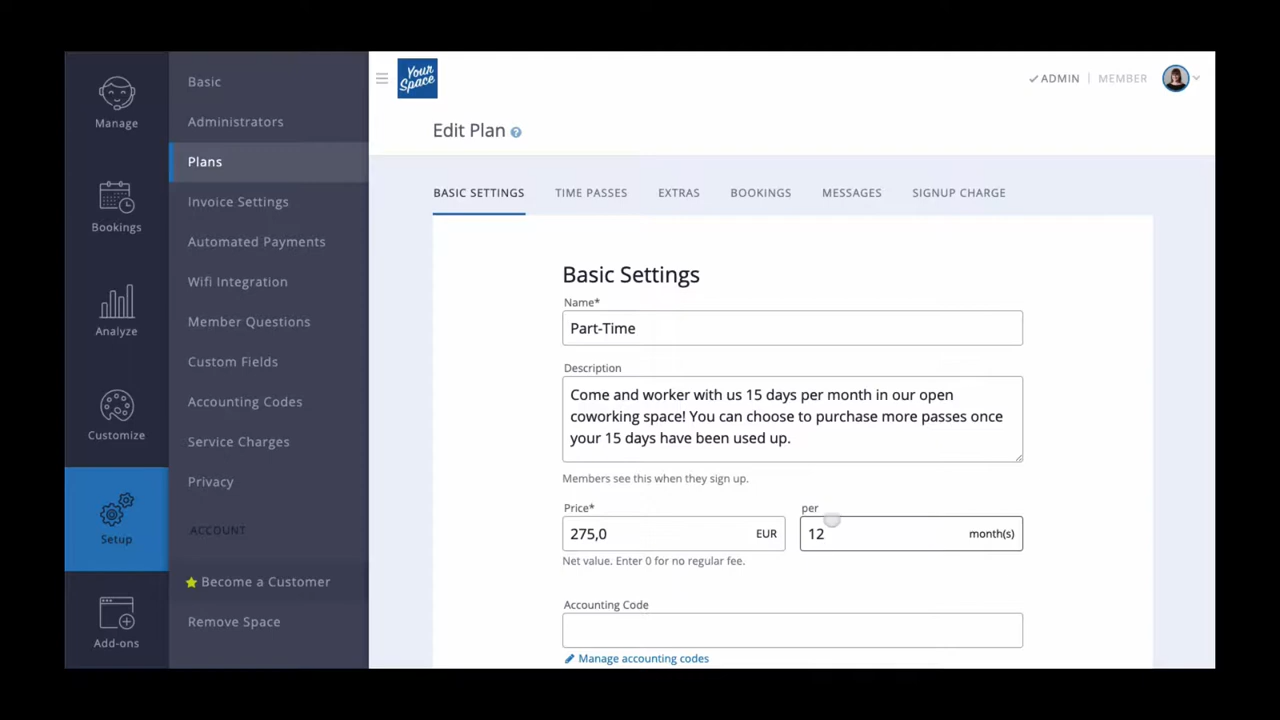 Manage
Bookings
Analyze
Customize
Setup
Add-ons
Basic
Administrators
Plans
Invoice Settings
Automated Payments
Wifi Integration
Member Questions
Custom Fields
Accounting Codes
Service Charges
Privacy
ACCOUNT
Become a Customer
Remove Space
Your
Space
ADMIN | MEMBER
Edit Plan ?
BASIC SETTINGS TIME PASSES EXTRAS BOOKINGS MESSAGES SIGNUP CHARGE
Basic Settings
Name*
Part-Time
Description
Come and worker with us 15 days per month in our open
coworking space! You can choose to purchase more passes once
your 15 days have been used up.
Members see this when they sign up.
Price* per
275,0 EUR 12 month(s)
Net value. Enter 0 for no regular fee.
Accounting Code
Manage accounting codes